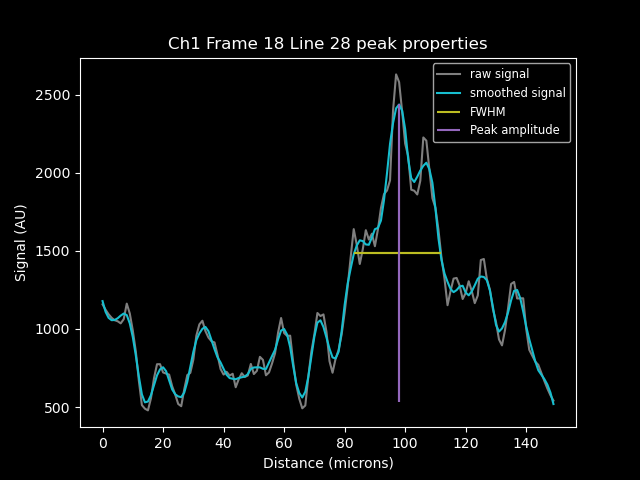 Ch1 Frame 18 Line 28 peak properties
raw signal
smoothed signal
FWHM
Peak amplitude
Signal (AU)
2500
2000
1500
1000
500
0 20 40 60 80 100 120 140
Distance (microns)